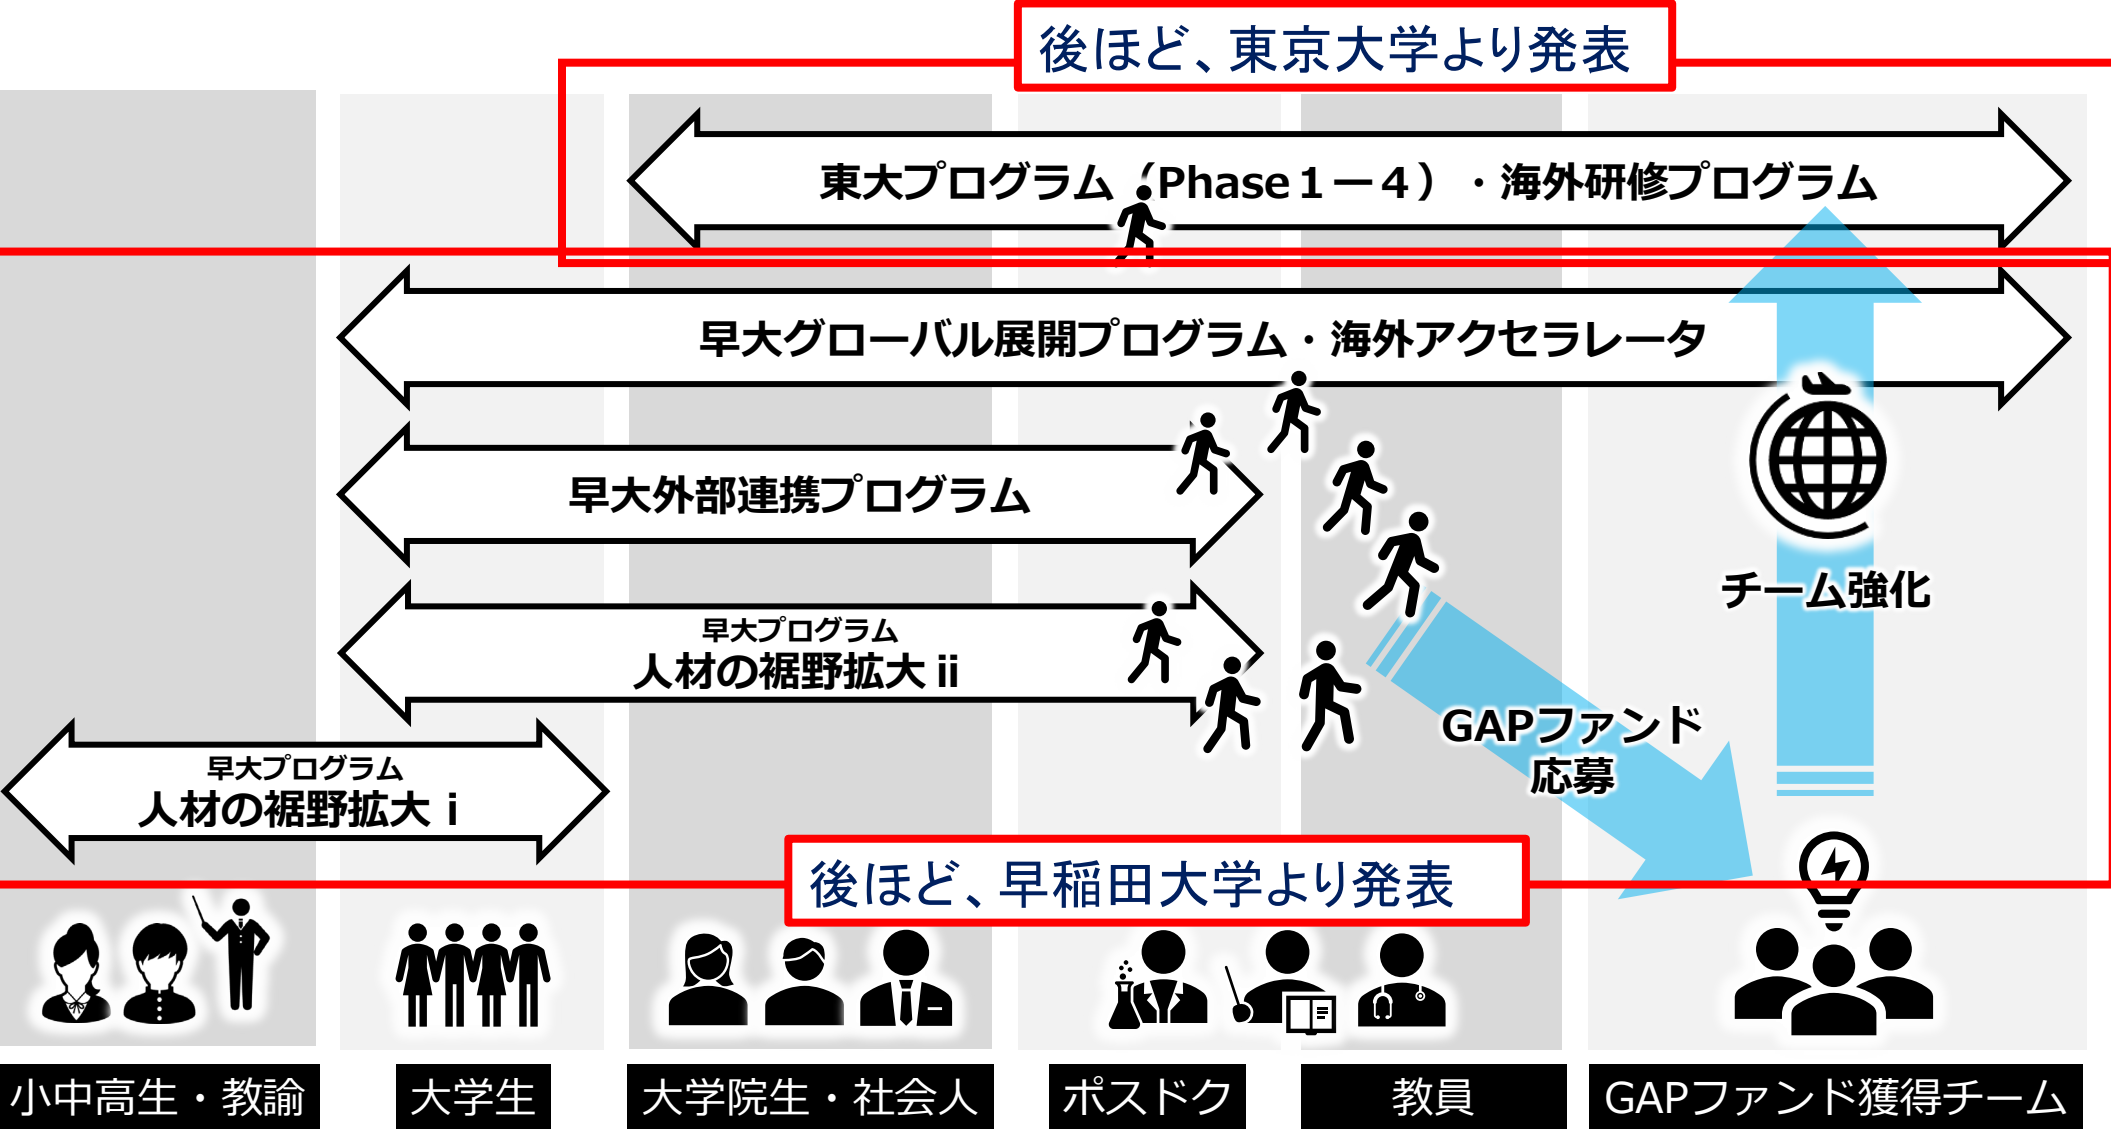 後ほど、東京大学より発表
東大プログラム（Phase１ー４）・海外研修プログラム
早大グローバル展開プログラム・海外アクセラレータ
早大外部連携プログラム
早大プログラム
人材の裾野拡大 ii
早大プログラム
人材の裾野拡大 i
チーム強化
GAPファンド
応募
後ほど、早稲田大学より発表
小中高生・教諭
大学生
大学院生・社会人
ポスドク
教員
GAPファンド獲得チーム